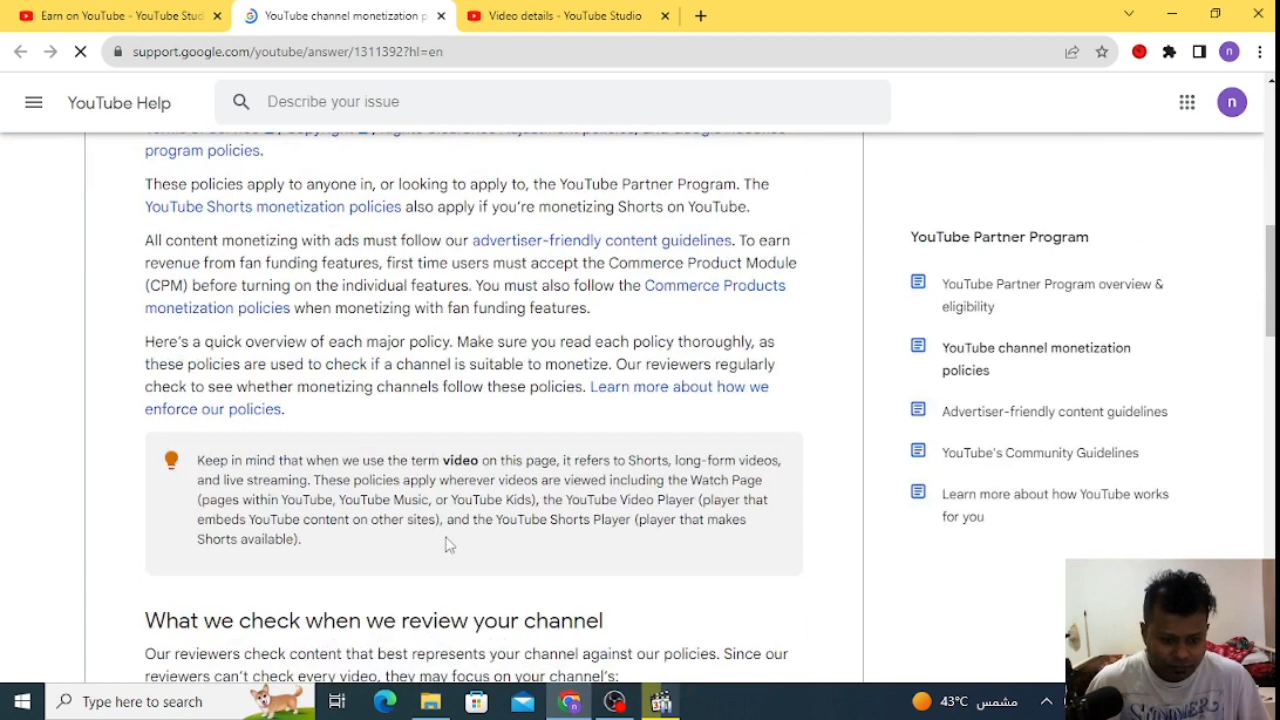 Earn on YouTube - YouTube Stud
YouTube channel monetization p
Video details - YouTube Studio
support.google.com/youtube/answer/1311392?hl=en
n
YouTube Help
Describe your issue
n
program policies.
These policies apply to anyone in, or looking to apply to, the YouTube Partner Program. The
YouTube Shorts monetization policies also apply if you're monetizing Shorts on YouTube.
All content monetizing with ads must follow our advertiser-friendly content guidelines. To earn
revenue from fan funding features, first time users must accept the Commerce Product Module
(CPM) before turning on the individual features. You must also follow the Commerce Products
monetization policies when monetizing with fan funding features.
Here's a quick overview of each major policy. Make sure you read each policy thoroughly, as
these policies are used to check if a channel is suitable to monetize. Our reviewers regularly
check to see whether monetizing channels follow these policies. Learn more about how we
enforce our policies.
Keep in mind that when we use the term video on this page, it refers to Shorts, long-form videos,
and live streaming. These policies apply wherever videos are viewed including the Watch Page
(pages within YouTube, YouTube Music, or YouTube Kids), the YouTube Video Player (player that
embeds YouTube content on other sites), and the YouTube Shorts Player (player that makes
Shorts available).
What we check when we review your channel
Our reviewers check content that best represents your channel against our policies. Since our
reviewers can't check every video, they may focus on your channel's:
YouTube Partner Program
YouTube Partner Program overview &
eligibility
YouTube channel monetization
policies
Advertiser-friendly content guidelines
YouTube's Community Guidelines
Learn more about how YouTube works
for you
Type here to search
43°C مشمس
SUMMER